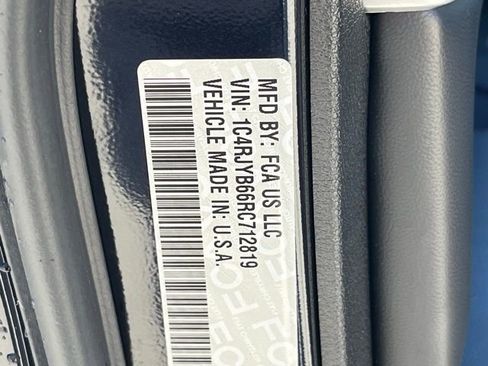 MFD BY: FCA US LLC
VIN: 1C4RJYB66RC712819
VEHICLE MADE IN: U.S.A.